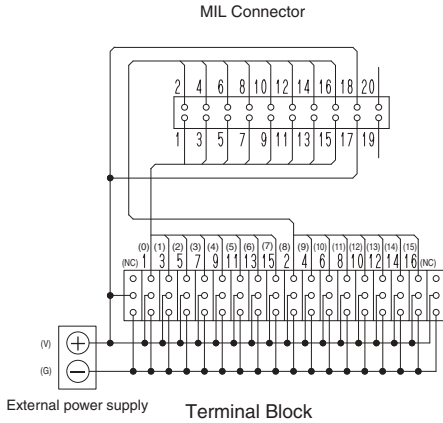 MIL Connector
2 4 6 8 10 12 14 16 18 20
1 3 5 7 9 11 13 15 17 19
(0) (1) (2) (3) (4) (5) (6) (7) (8) (9) (10) (11) (12) (13) (14) (15)
(NC) 1 3 5 7 9 11 13 15 2 4 6 8 10 12 14 16 (NC)
(V) +
(G) −
External power supply
Terminal Block